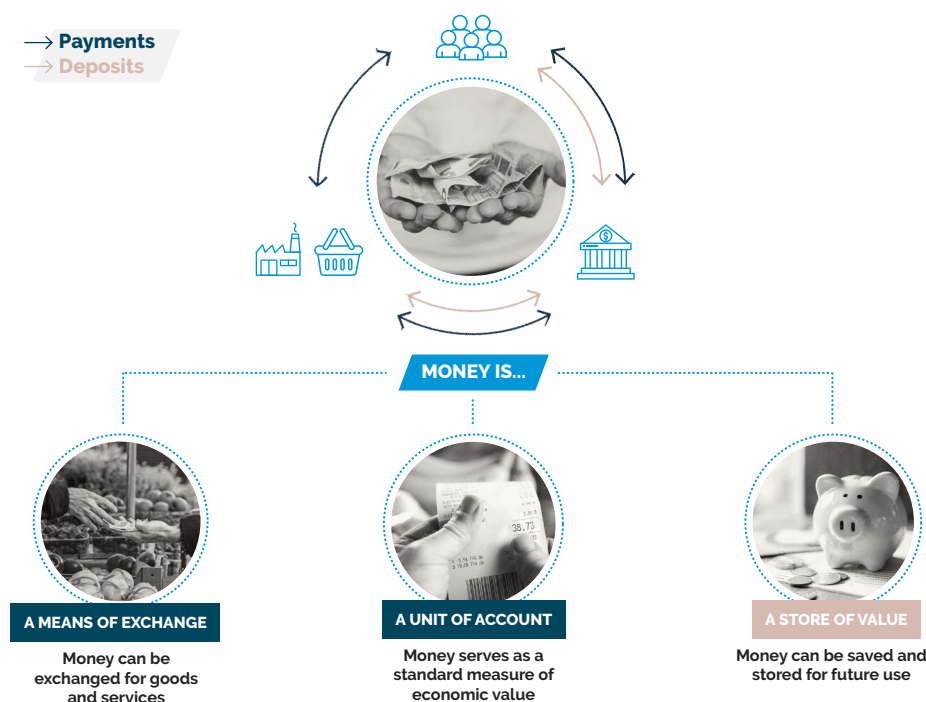 Payments
Deposits
$
MONEY IS...
38,73
A MEANS OF EXCHANGE
Money can be
exchanged for goods
and services
A UNIT OF ACCOUNT
Money serves as a
standard measure of
economic value
A STORE OF VALUE
Money can be saved and
stored for future use